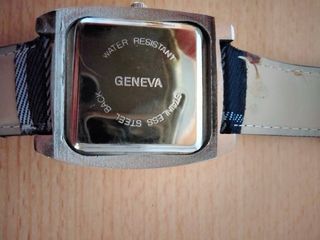 WATER RESISTANT
GENEVA
STAINLESS STEEL BACK